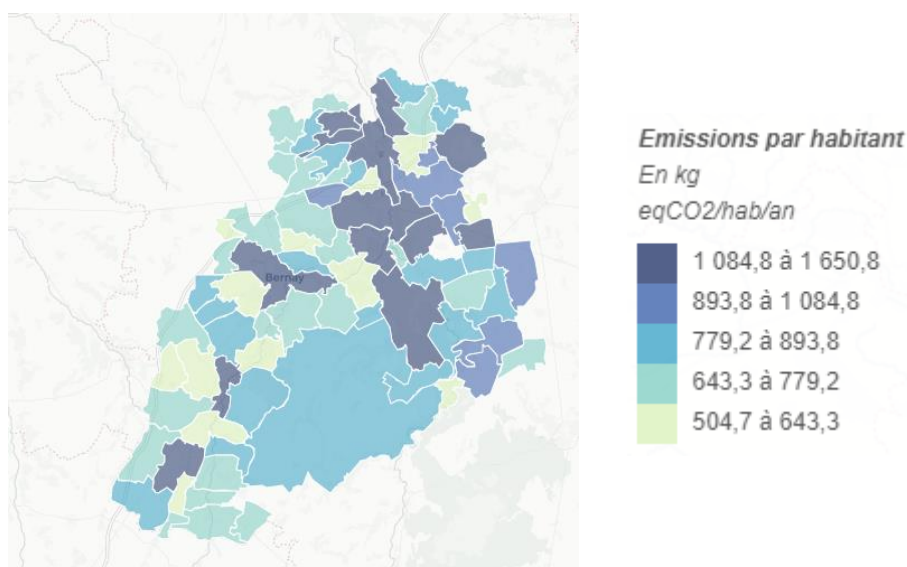 Bernay
Emissions par habitant
En kg
eqCO2/hab/an
1 084,8 à 1 650,8
893,8 à 1 084,8
779,2 à 893,8
643,3 à 779,2
504,7 à 643,3